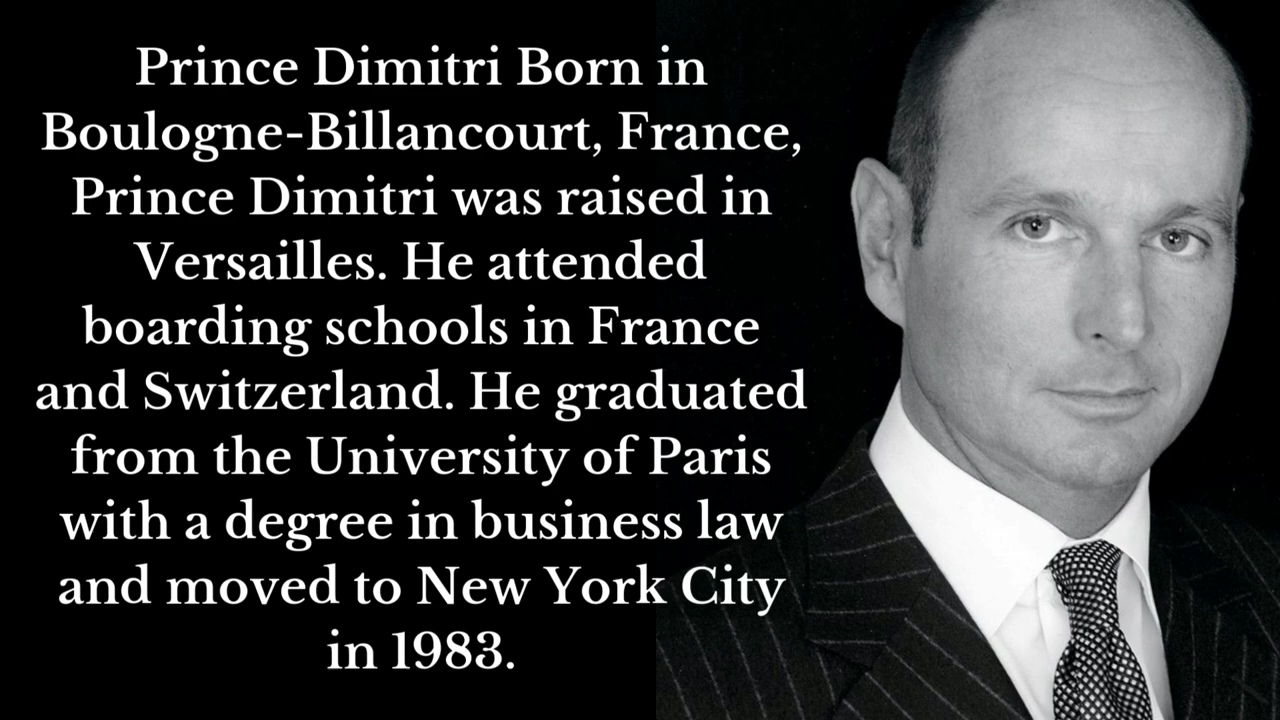 Prince Dimitri Born in
Boulogne-Billancourt, France,
Prince Dimitri was raised in
Versailles. He attended
boarding schools in France
and Switzerland. He graduated
from the University of Paris
with a degree in business law
and moved to New York City
in 1983.